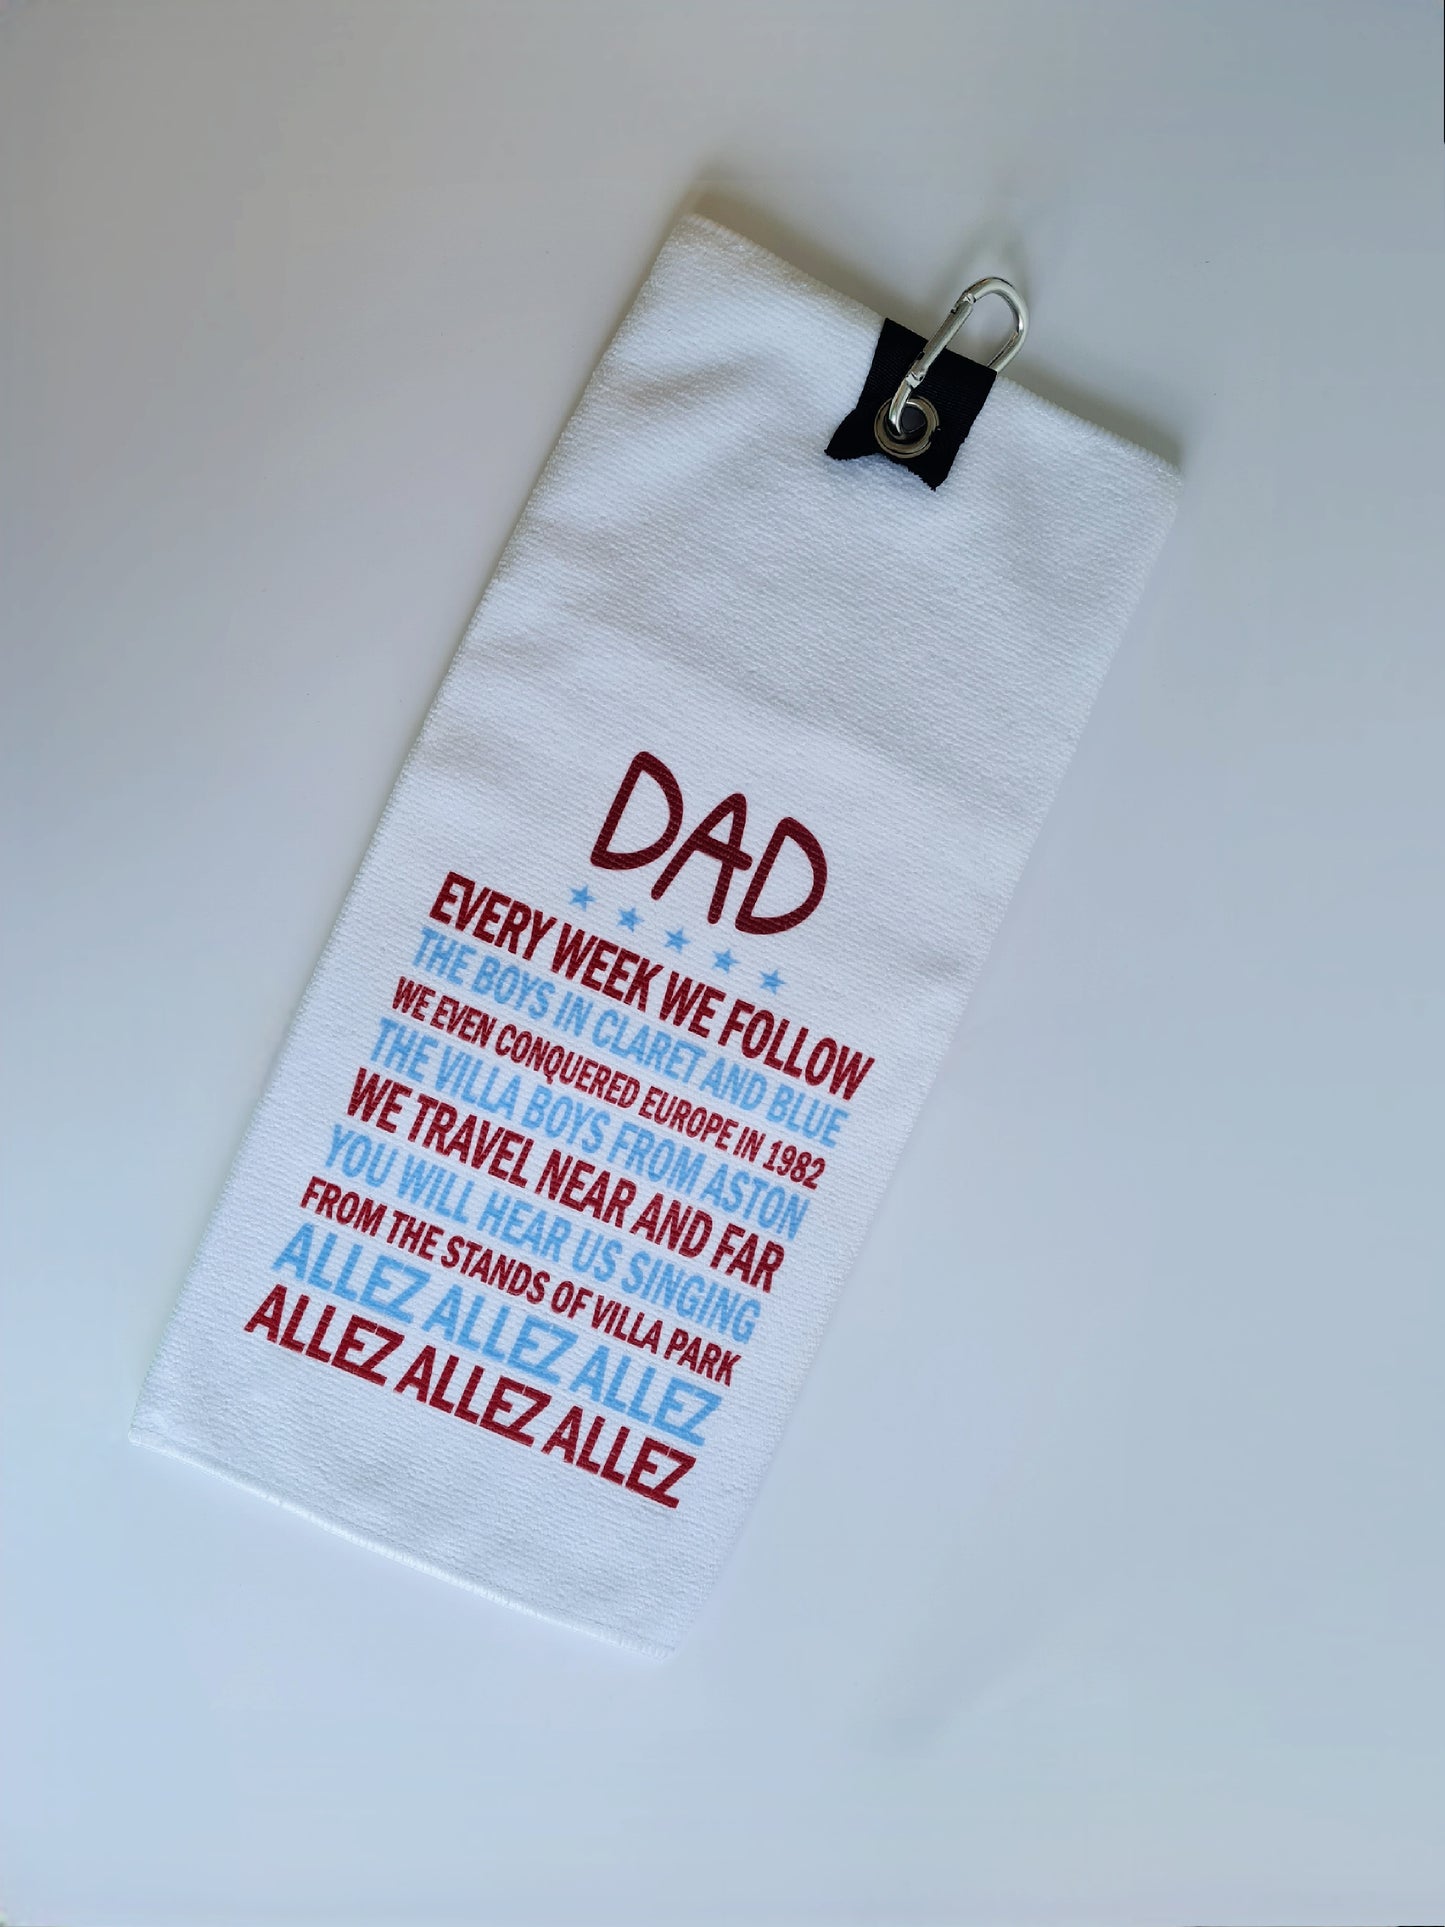 DAD
EVERY WEEK WE FOLLOW
THE BOYS IN CLARET AND BLUE
WE EVEN CONQUERED EUROPE IN 1982
THE VILLA BOYS FROM ASTON
WE TRAVEL NEAR AND FAR
YOU WILL HEAR US SINGING
FROM THE STANDS OF VILLA PARK
ALLEZ ALLEZ ALLEZ
ALLEZ ALLEZ ALLEZ